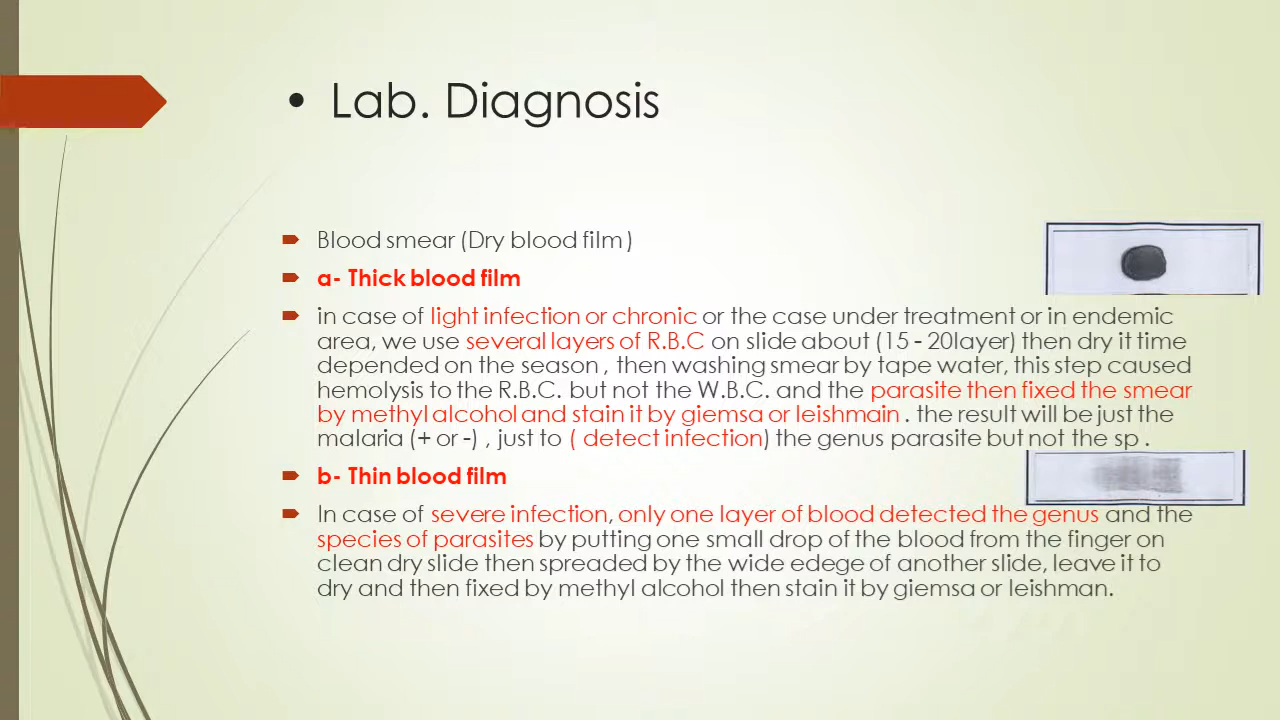 • Lab. Diagnosis
Blood smear (Dry blood film)
a- Thick blood film
in case of light infection or chronic or the case under treatment or in endemic
area, we use several layers of R.B.C on slide about (15 - 20layer) then dry it time
depended on the season , then washing smear by tape water, this step caused
hemolysis to the R.B.C. but not the W.B.C. and the parasite then fixed the smear
by methyl alcohol and stain it by giemsa or leishmain . the result will be just the
malaria (+ or -) , just to ( detect infection) the genus parasite but not the sp .
b- Thin blood film
In case of severe infection, only one layer of blood detected the genus and the
species of parasites by putting one small drop of the blood from the finger on
clean dry slide then spreaded by the wide edege of another slide, leave it to
dry and then fixed by methyl alcohol then stain it by giemsa or leishman.